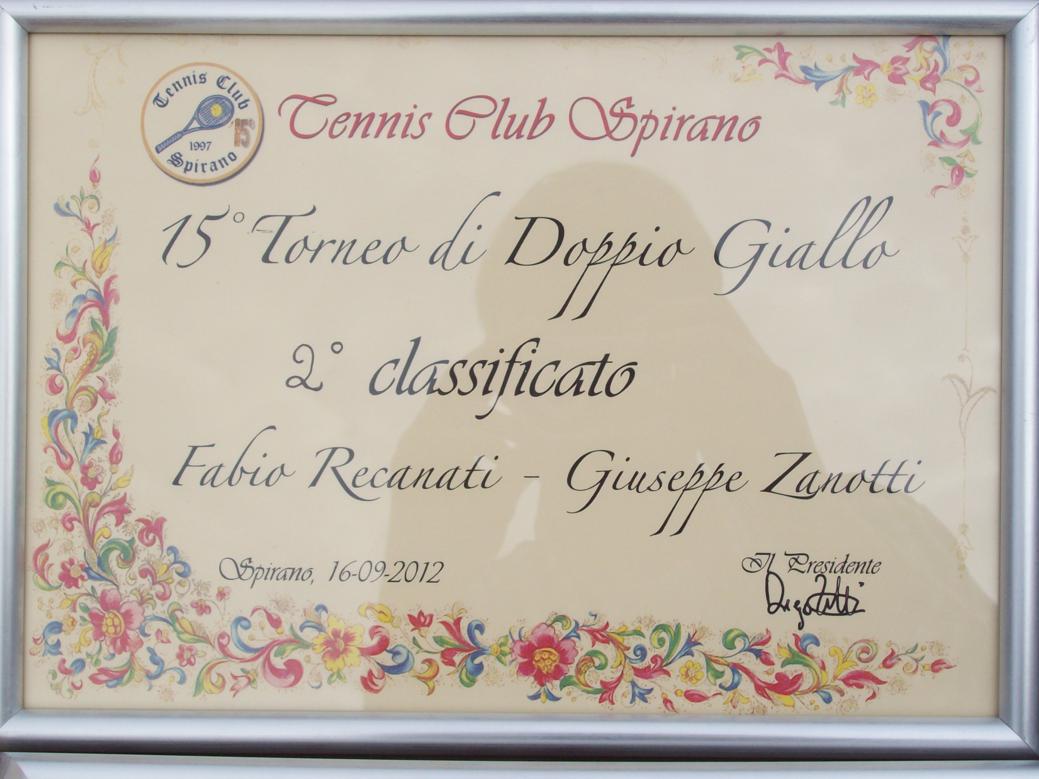 Tennis Club
15°
1997
Spirano
Tennis Club Spirano
15° Torneo di Doppio Giallo
2° classificato
Fabio Recanati - Giuseppe Zanotti
Spirano, 16-09-2012
Il Presidente